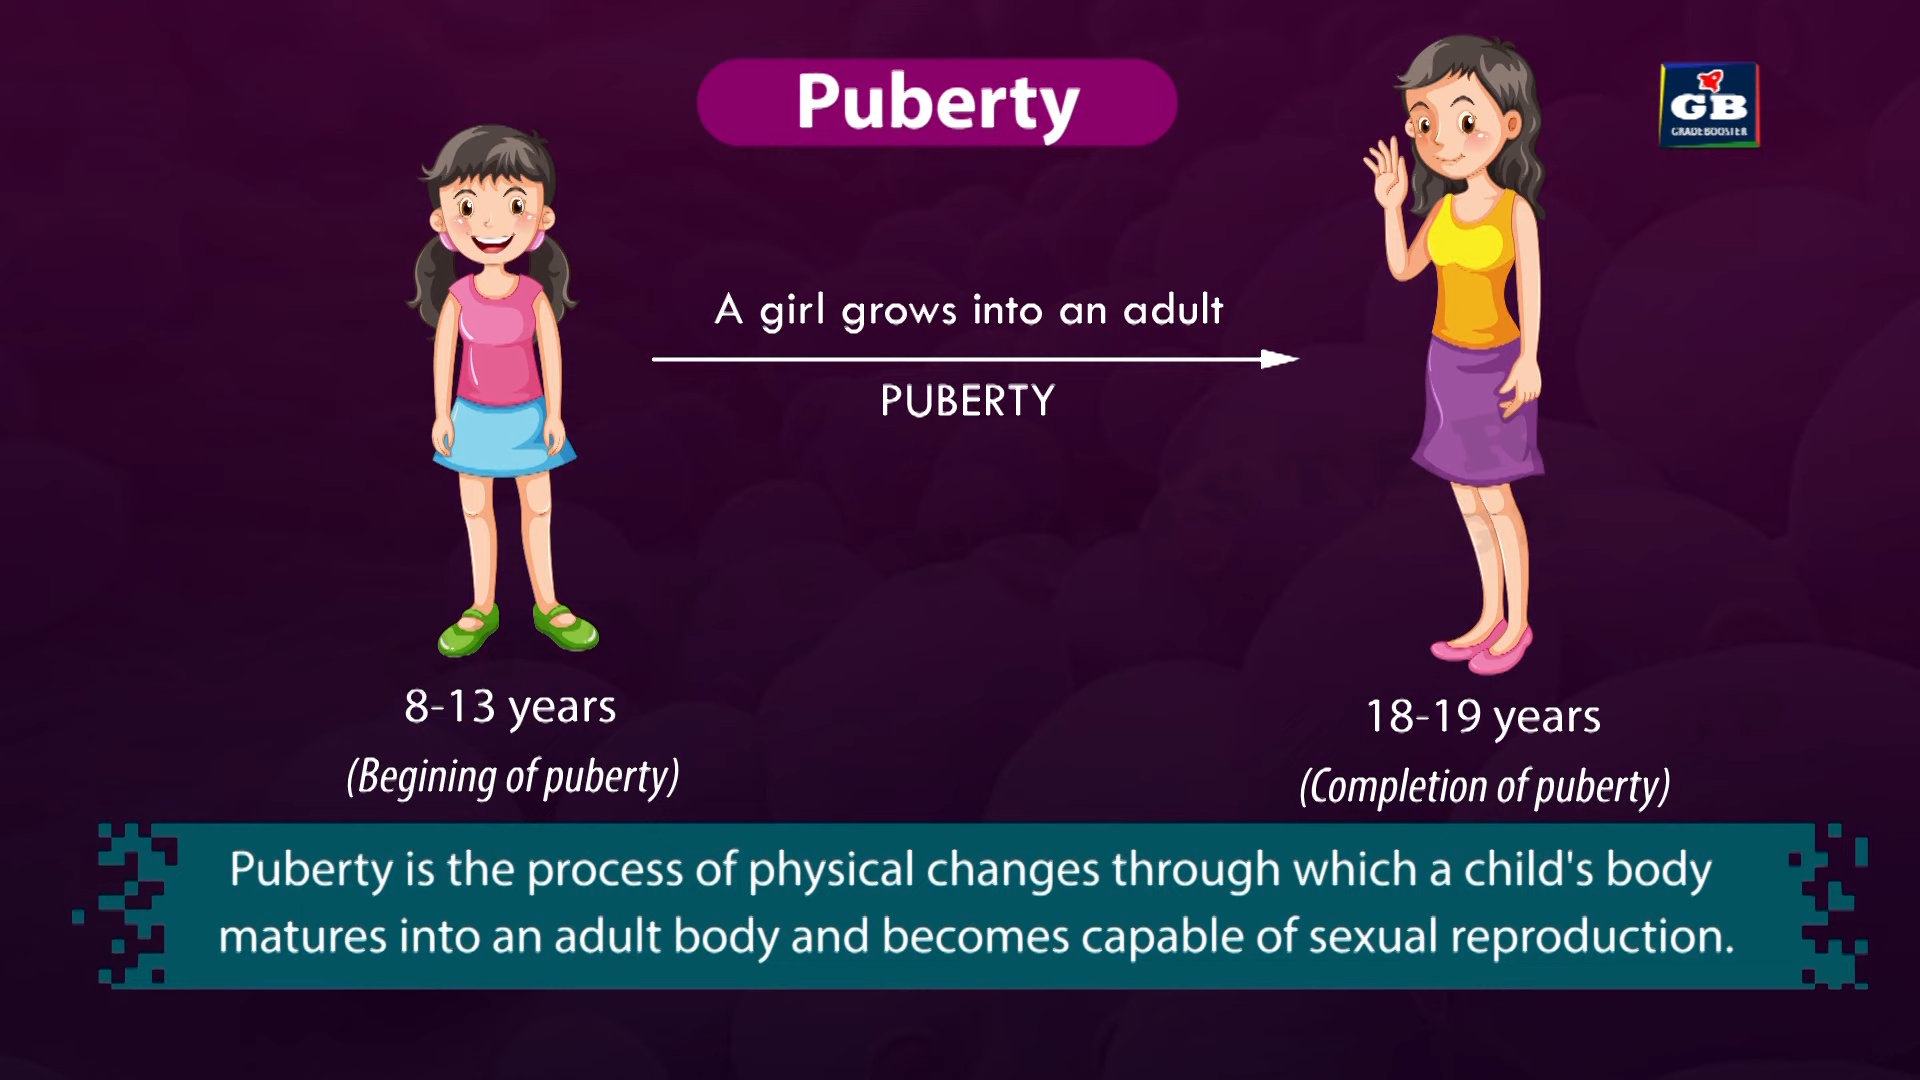 Puberty
GB
GRADEBOOSTER
A girl grows into an adult
PUBERTY
8-13 years
(Begining of puberty)
18-19 years
(Completion of puberty)
Puberty is the process of physical changes through which a child's body
matures into an adult body and becomes capable of sexual reproduction.